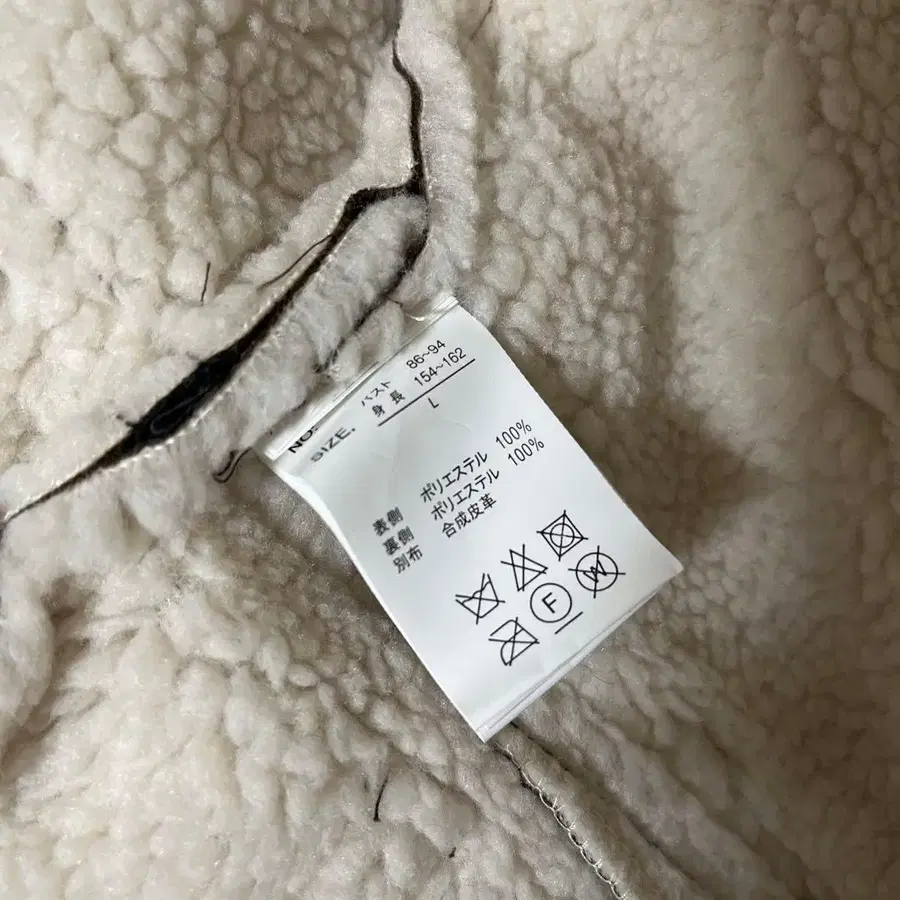 バスト 86~94
身長 154~162
NO:
SIZE. L
表側 ポリエステル 100%
裏側 ポリエステル 100%
別布 合成皮革
F W